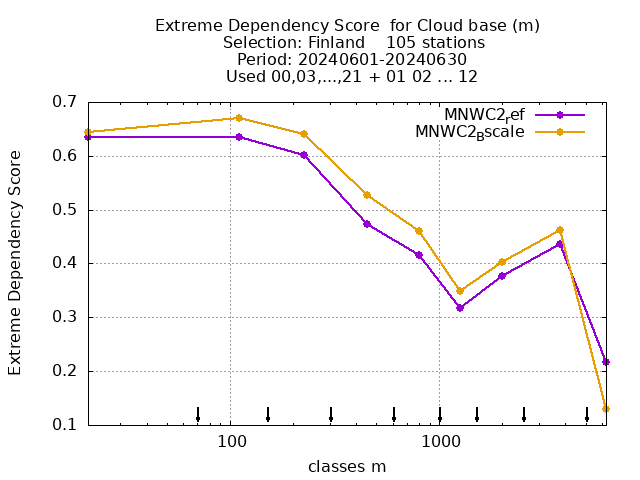 Extreme Dependency Score  for Cloud base (m)
Selection: Finland    105 stations
Period: 20240601-20240630
Used 00,03,...,21 + 01 02 ... 12
MNWC2ref
MNWC2Bscale
0.7
0.6
0.5
0.4
0.3
0.2
0.1
Extreme Dependency Score
100
1000
classes m